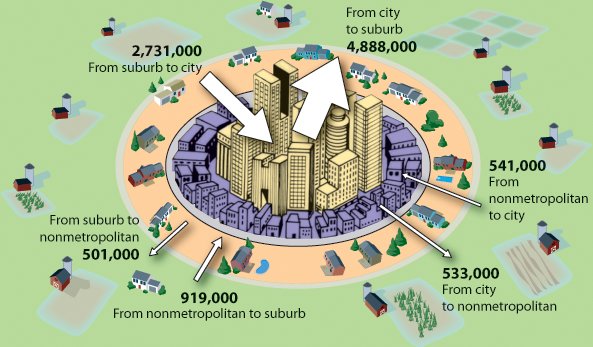 From city
to suburb
4,888,000
2,731,000
From suburb to city
541,000
From
nonmetropolitan
to city
From suburb to
nonmetropolitan
501,000
533,000
From city
to nonmetropolitan
919,000
From nonmetropolitan to suburb